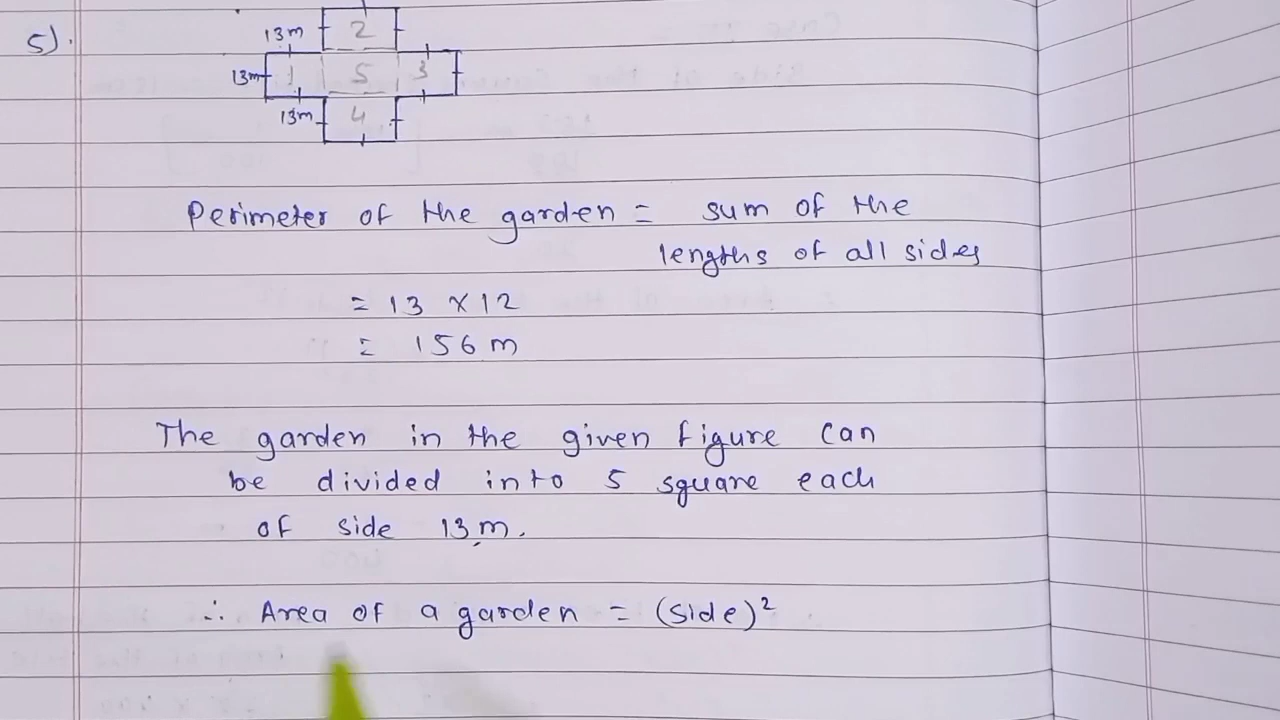 5).
13m 2
13m 1 5 3
13m 4
Perimeter of the garden = sum of the
lengths of all sides
= 13 x 12
= 156 m
The garden in the given figure can
be divided into 5 square each
of side 13m.
∴ Area of a garden = (side)²